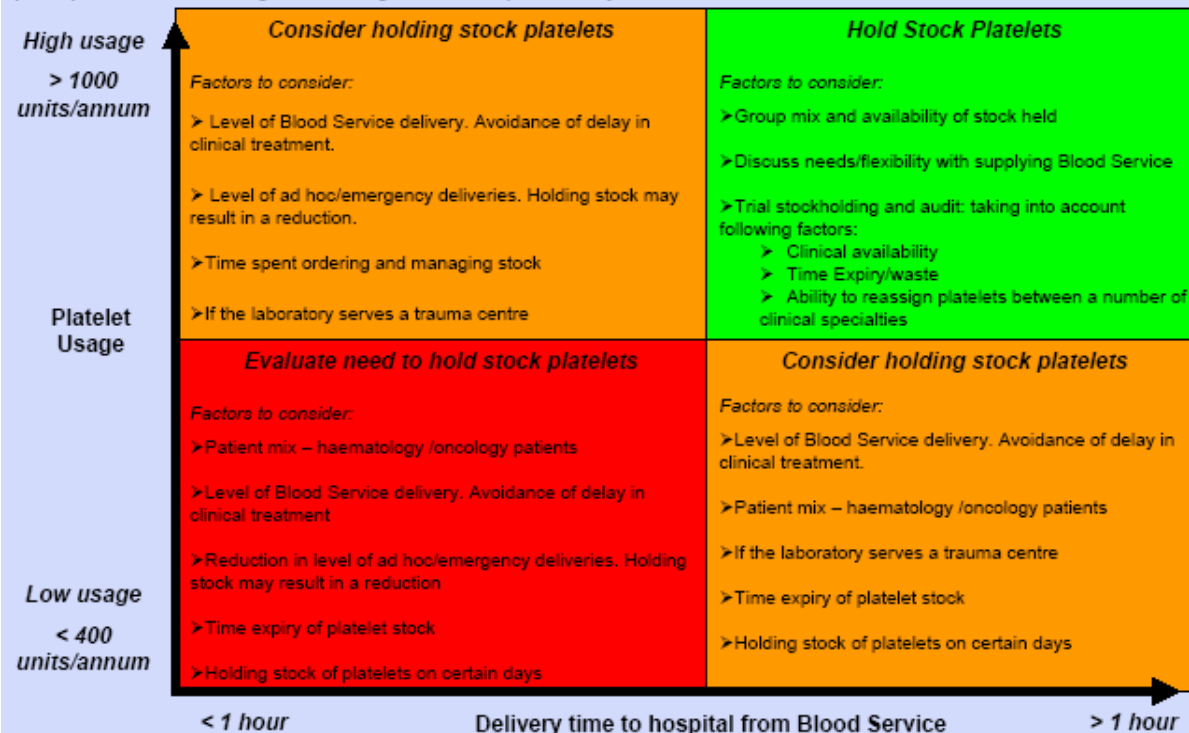 High usage
> 1000
units/annum
Consider holding stock platelets
Factors to consider:
➢ Level of Blood Service delivery. Avoidance of delay in
clinical treatment.
➢ Level of ad hoc/emergency deliveries. Holding stock may
result in a reduction.
➢Time spent ordering and managing stock
➢If the laboratory serves a trauma centre
Hold Stock Platelets
Factors to consider:
➢Group mix and availability of stock held
➢Discuss needs/flexibility with supplying Blood Service
➢Trial stockholding and audit: taking into account
following factors:
➢ Clinical availability
➢ Time Expiry/waste
➢ Ability to reassign platelets between a number of
clinical specialties
Platelet
Usage
Evaluate need to hold stock platelets
Factors to consider:
➢Patient mix – haematology /oncology patients
➢Level of Blood Service delivery. Avoidance of delay in
clinical treatment
➢Reduction in level of ad hoc/emergency deliveries. Holding
stock may result in a reduction
➢Time expiry of platelet stock
➢Holding stock of platelets on certain days
Consider holding stock platelets
Factors to consider:
➢Level of Blood Service delivery. Avoidance of delay in
clinical treatment.
➢Patient mix – haematology /oncology patients
➢If the laboratory serves a trauma centre
➢Time expiry of platelet stock
➢Holding stock of platelets on certain days
Low usage
< 400
units/annum
< 1 hour
Delivery time to hospital from Blood Service
> 1 hour